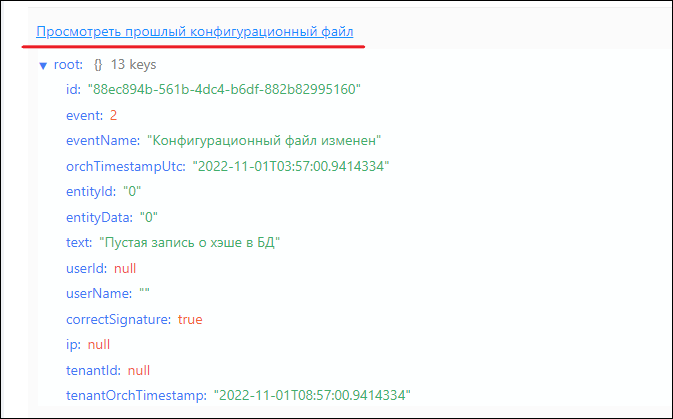 Просмотреть прошлый конфигурационный файл
▼ root: {} 13 keys
id: "88ec894b-561b-4dc4-b6df-882b82995160"
event: 2
eventName: "Конфигурационный файл изменен"
orchTimestampUtc: "2022-11-01T03:57:00.9414334"
entityId: "0"
entityData: "0"
text: "Пустая запись о хэше в БД"
userId: null
userName: ""
correctSignature: true
ip: null
tenantId: null
tenantOrchTimestamp: "2022-11-01T08:57:00.9414334"